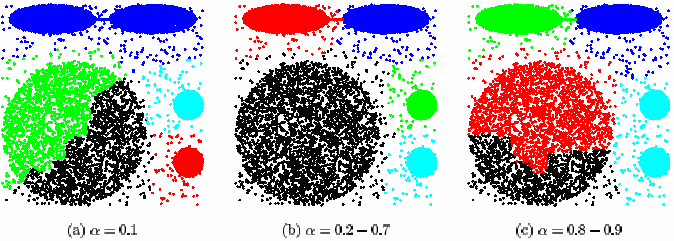 (a) α = 0.1
(b) α = 0.2 − 0.7
(c) α = 0.8 − 0.9